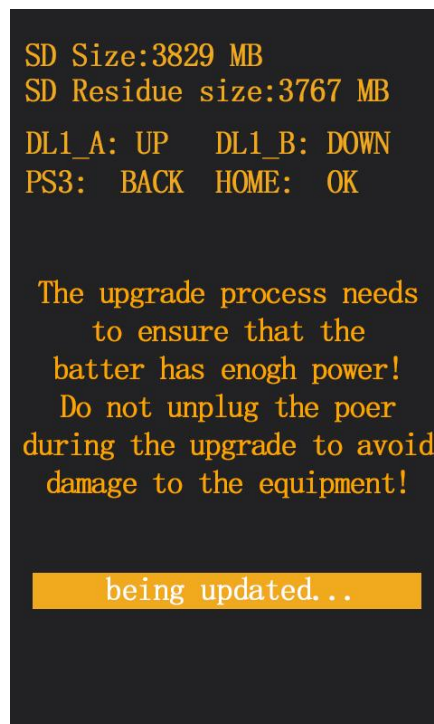 SD Size:3829 MB
SD Residue size:3767 MB
DL1_A: UP DL1_B: DOWN
PS3: BACK HOME: OK
The upgrade process needs
to ensure that the
batter has enogh power!
Do not unplug the poer
during the upgrade to avoid
damage to the equipment!
being updated...